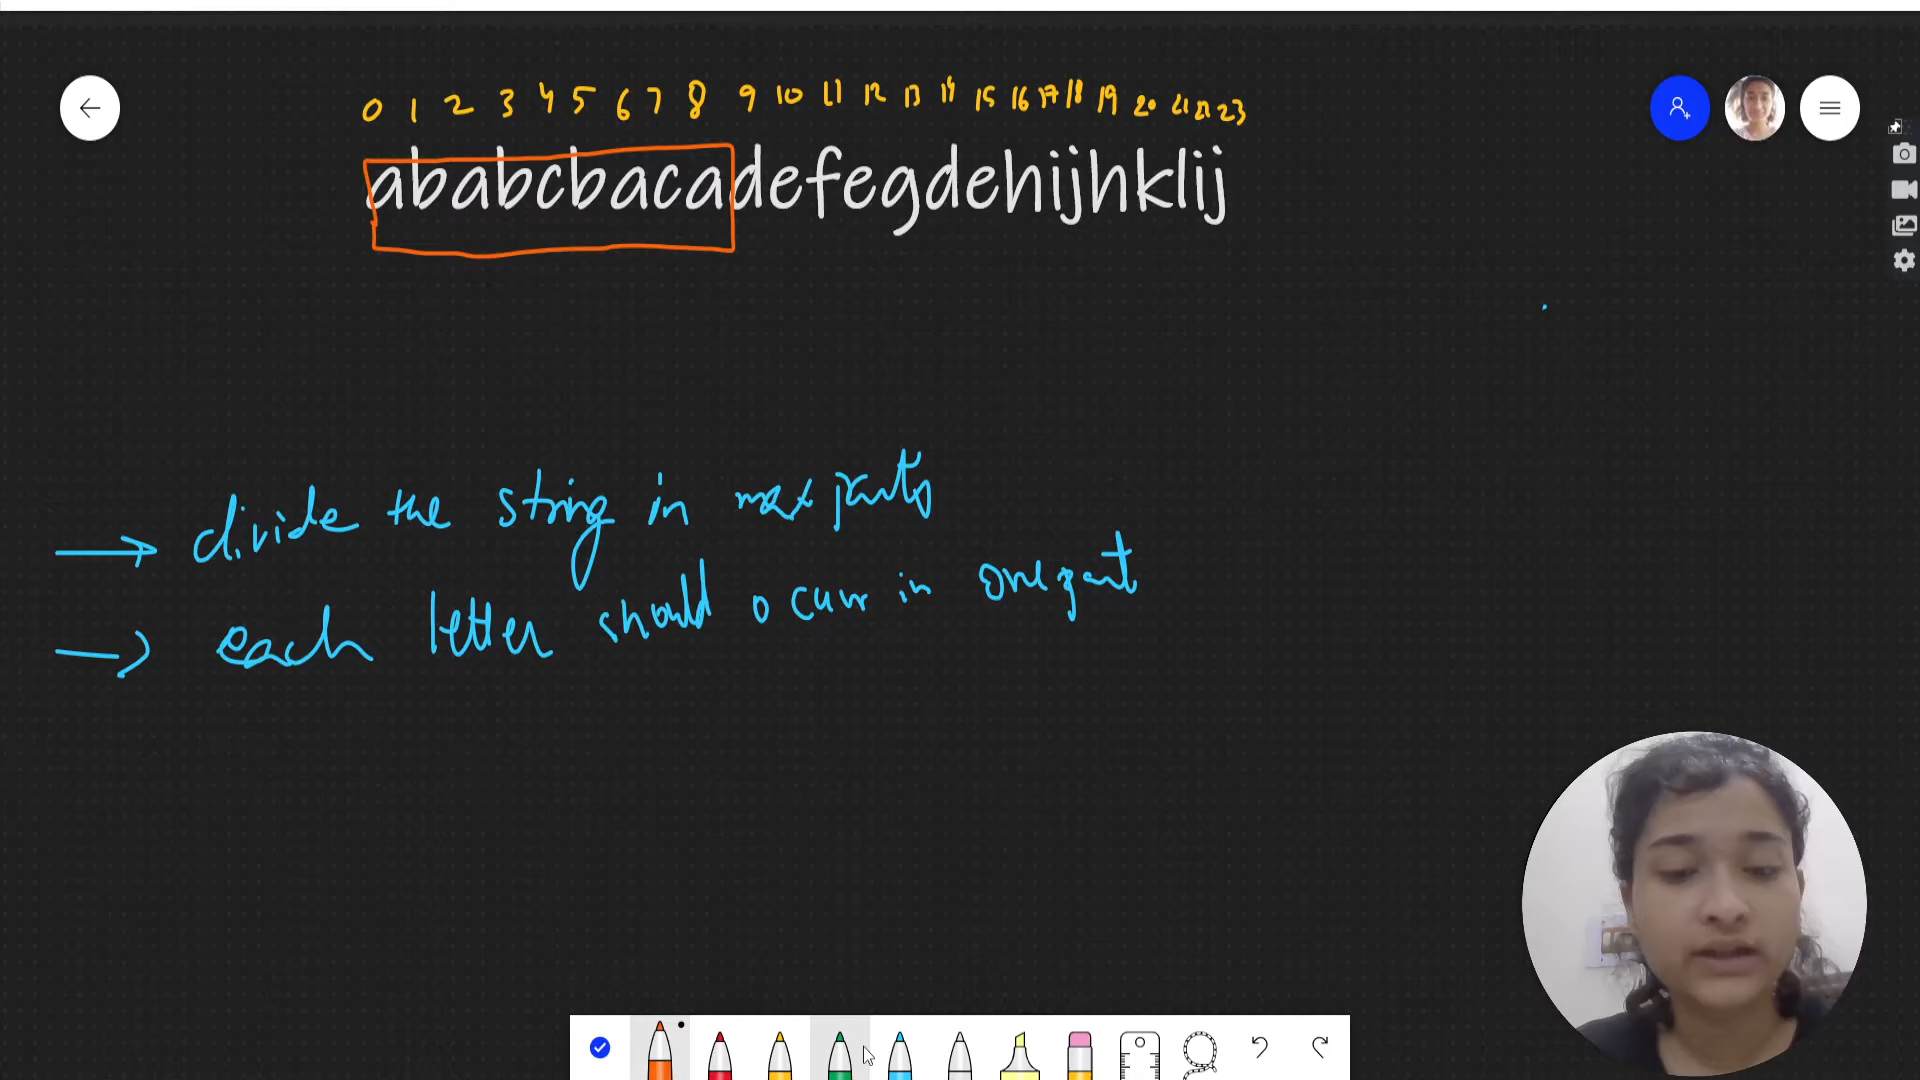 0 1 2 3 4 5 6 7 8 9 10 11 12 13 14 15 16 17 18 19 20 21 22 23
ababcbacadefegdehijhklij
→ divide the string in max parts
→ each letter should occur in one part